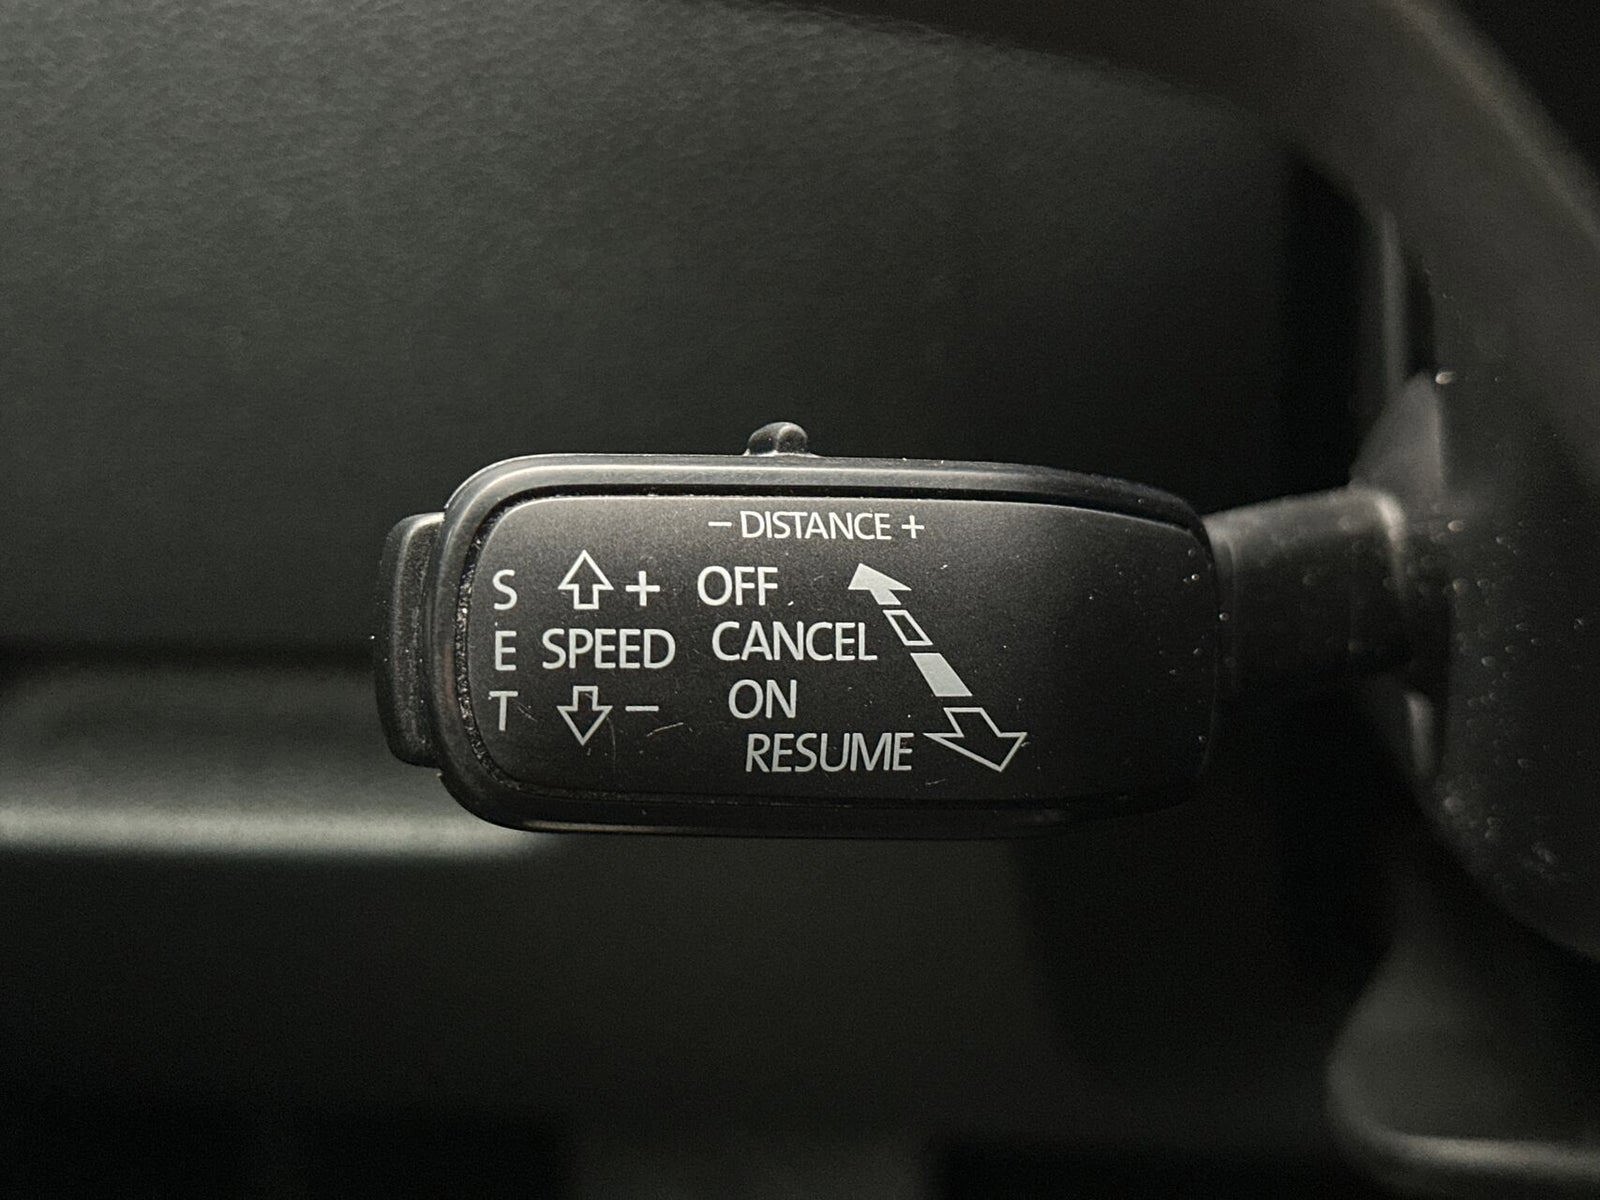 − DISTANCE +
S
E
T
+
SPEED
−
OFF
CANCEL
ON
RESUME